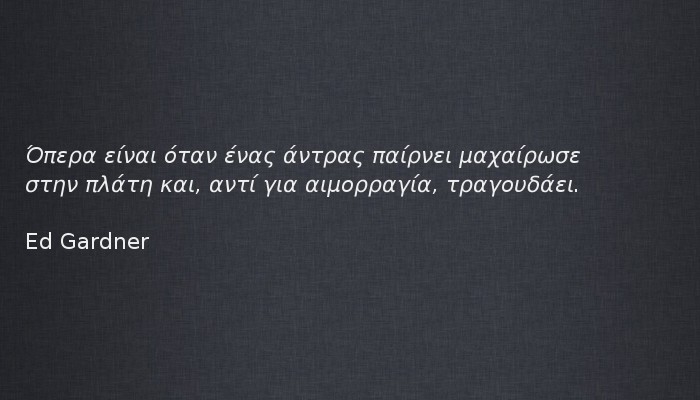 Όπερα είναι όταν ένας άντρας παίρνει μαχαίρωσε
στην πλάτη και, αντί για αιμορραγία, τραγουδάει.
Ed Gardner